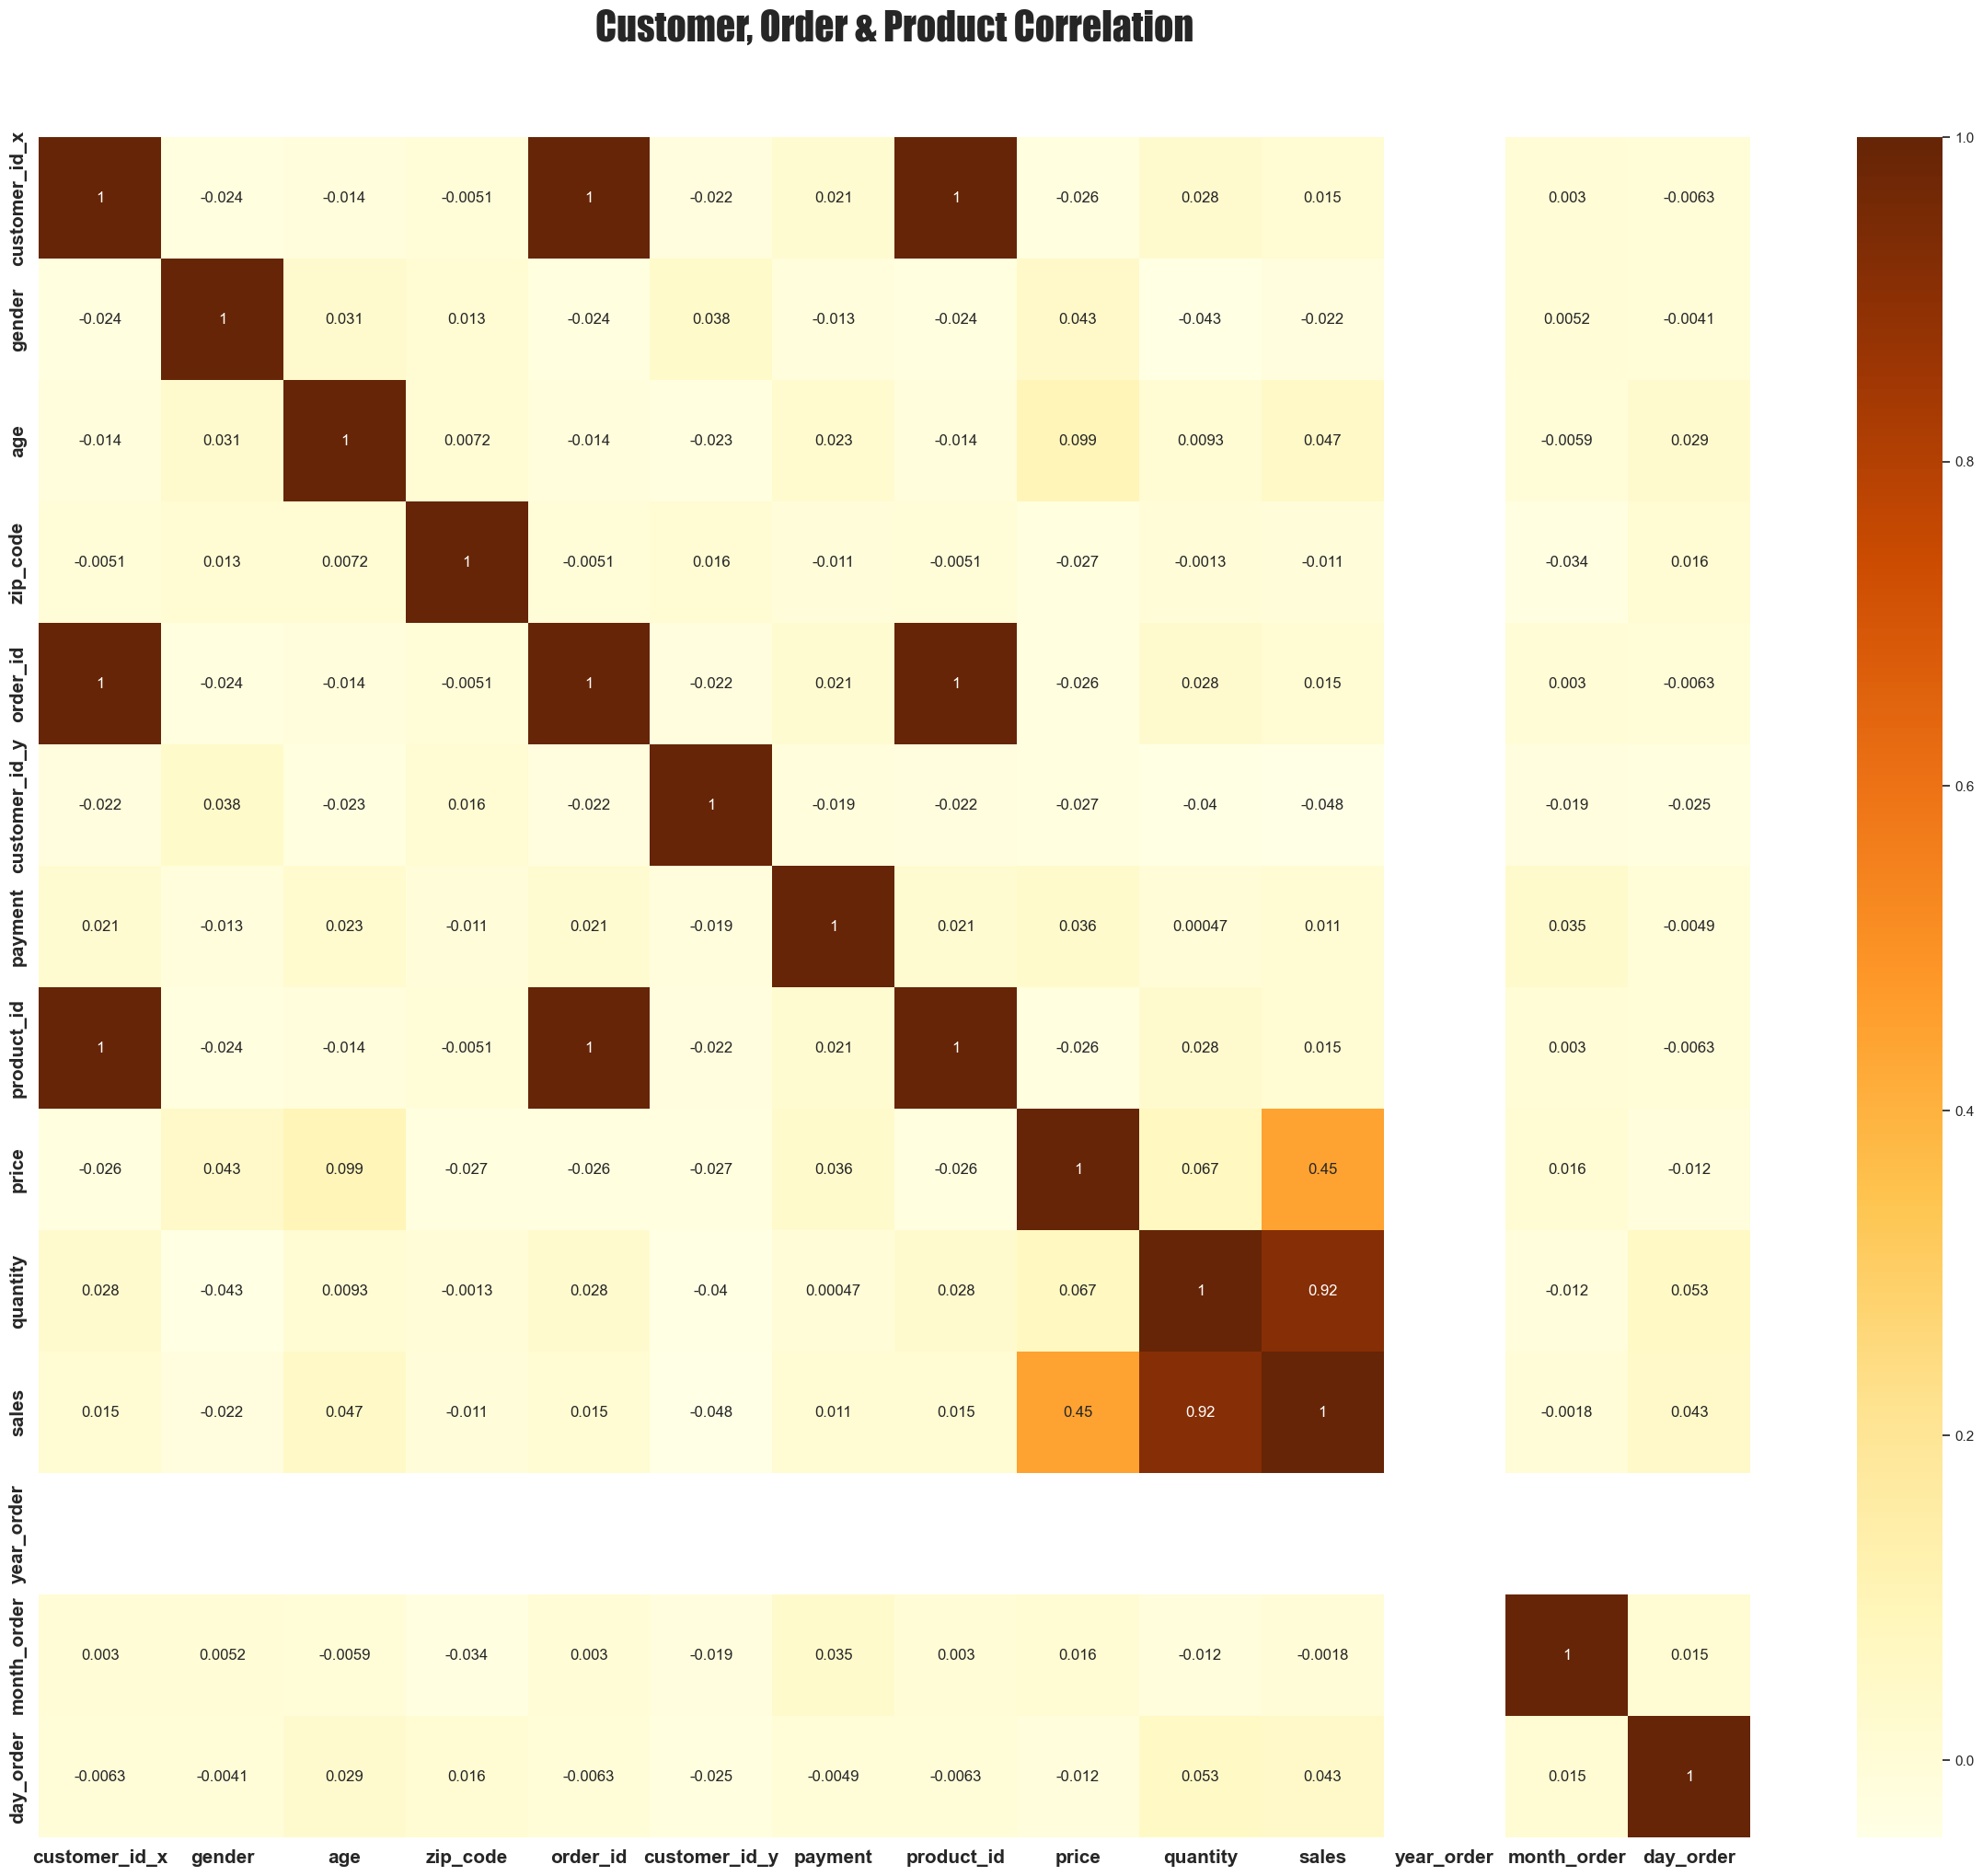 Customer, Order & Product Correlation
customer_id_x 1 -0.024 -0.014 -0.0051 1 -0.022 0.021 1 -0.026 0.028 0.015 0.003 -0.0063
gender -0.024 1 0.031 0.013 -0.024 0.038 -0.013 -0.024 0.043 -0.043 -0.022 0.0052 -0.0041
age -0.014 0.031 1 0.0072 -0.014 -0.023 0.023 -0.014 0.099 0.0093 0.047 -0.0059 0.029
zip_code -0.0051 0.013 0.0072 1 -0.0051 0.016 -0.011 -0.0051 -0.027 -0.0013 -0.011 -0.034 0.016
order_id 1 -0.024 -0.014 -0.0051 1 -0.022 0.021 1 -0.026 0.028 0.015 0.003 -0.0063
customer_id_y -0.022 0.038 -0.023 0.016 -0.022 1 -0.019 -0.022 -0.027 -0.04 -0.048 -0.019 -0.025
payment 0.021 -0.013 0.023 -0.011 0.021 -0.019 1 0.021 0.036 0.00047 0.011 0.035 -0.0049
product_id 1 -0.024 -0.014 -0.0051 1 -0.022 0.021 1 -0.026 0.028 0.015 0.003 -0.0063
price -0.026 0.043 0.099 -0.027 -0.026 -0.027 0.036 -0.026 1 0.067 0.45 0.016 -0.012
quantity 0.028 -0.043 0.0093 -0.0013 0.028 -0.04 0.00047 0.028 0.067 1 0.92 -0.012 0.053
sales 0.015 -0.022 0.047 -0.011 0.015 -0.048 0.011 0.015 0.45 0.92 1 -0.0018 0.043
year_order
month_order 0.003 0.0052 -0.0059 -0.034 0.003 -0.019 0.035 0.003 0.016 -0.012 -0.0018 1 0.015
day_order -0.0063 -0.0041 0.029 0.016 -0.0063 -0.025 -0.0049 -0.0063 -0.012 0.053 0.043 0.015 1
customer_id_x gender age zip_code order_id customer_id_y payment product_id price quantity sales year_order month_order day_order
1.0
0.8
0.6
0.4
0.2
0.0